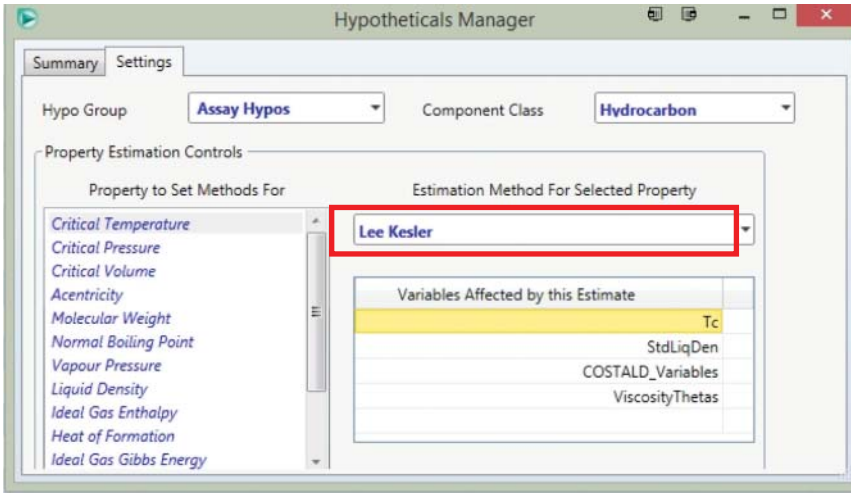 Hypotheticals Manager
Summary Settings
Hypo Group Assay Hypos Component Class Hydrocarbon
Property Estimation Controls
Property to Set Methods For Estimation Method For Selected Property
Critical Temperature Lee Kesler
Critical Pressure
Critical Volume
Acentricity Variables Affected by this Estimate
Molecular Weight Tc
Normal Boiling Point StdLiqDen
Vapour Pressure COSTALD_Variables
Liquid Density ViscosityThetas
Ideal Gas Enthalpy
Heat of Formation
Ideal Gas Gibbs Energy